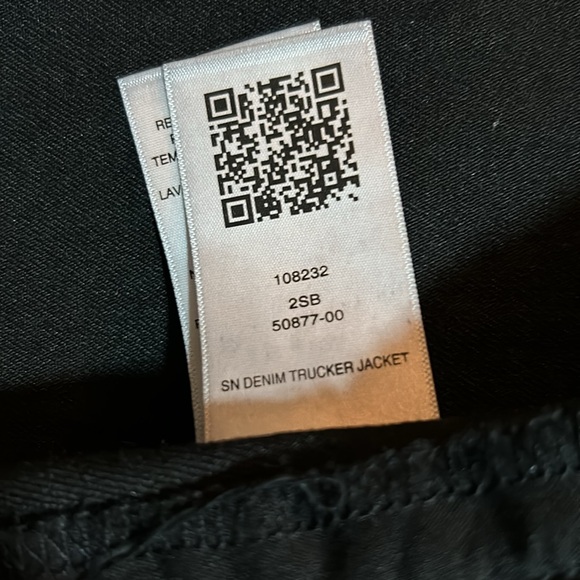 108232
2SB
50877-00
SN DENIM TRUCKER JACKET
RE
TEM
LAV